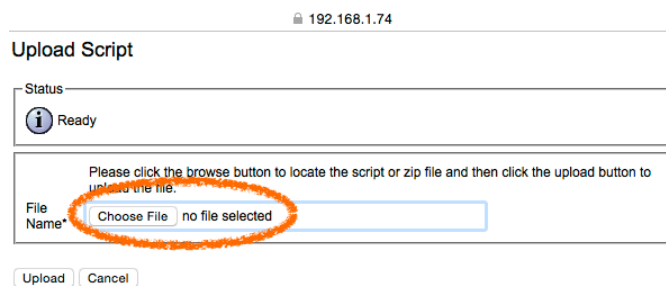 192.168.1.74
Upload Script
Status
Ready
Please click the browse button to locate the script or zip file and then click the upload button to
upload the file.
File
Name*
Choose File no file selected
Upload Cancel